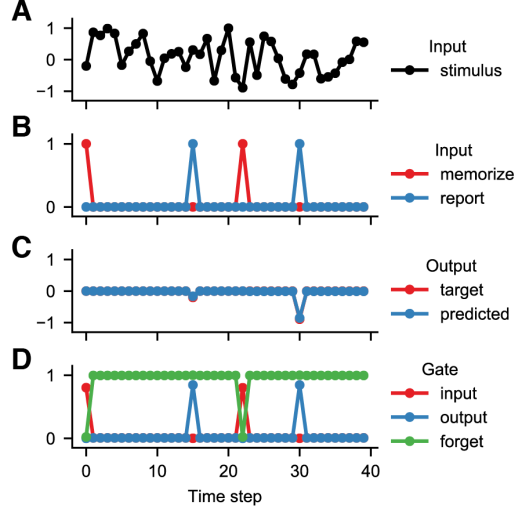 A
1
0
−1
Input
stimulus
B
1
0
Input
memorize
report
C
1
0
−1
Output
target
predicted
D
1
0
Gate
input
output
forget
0 10 20 30 40
Time step